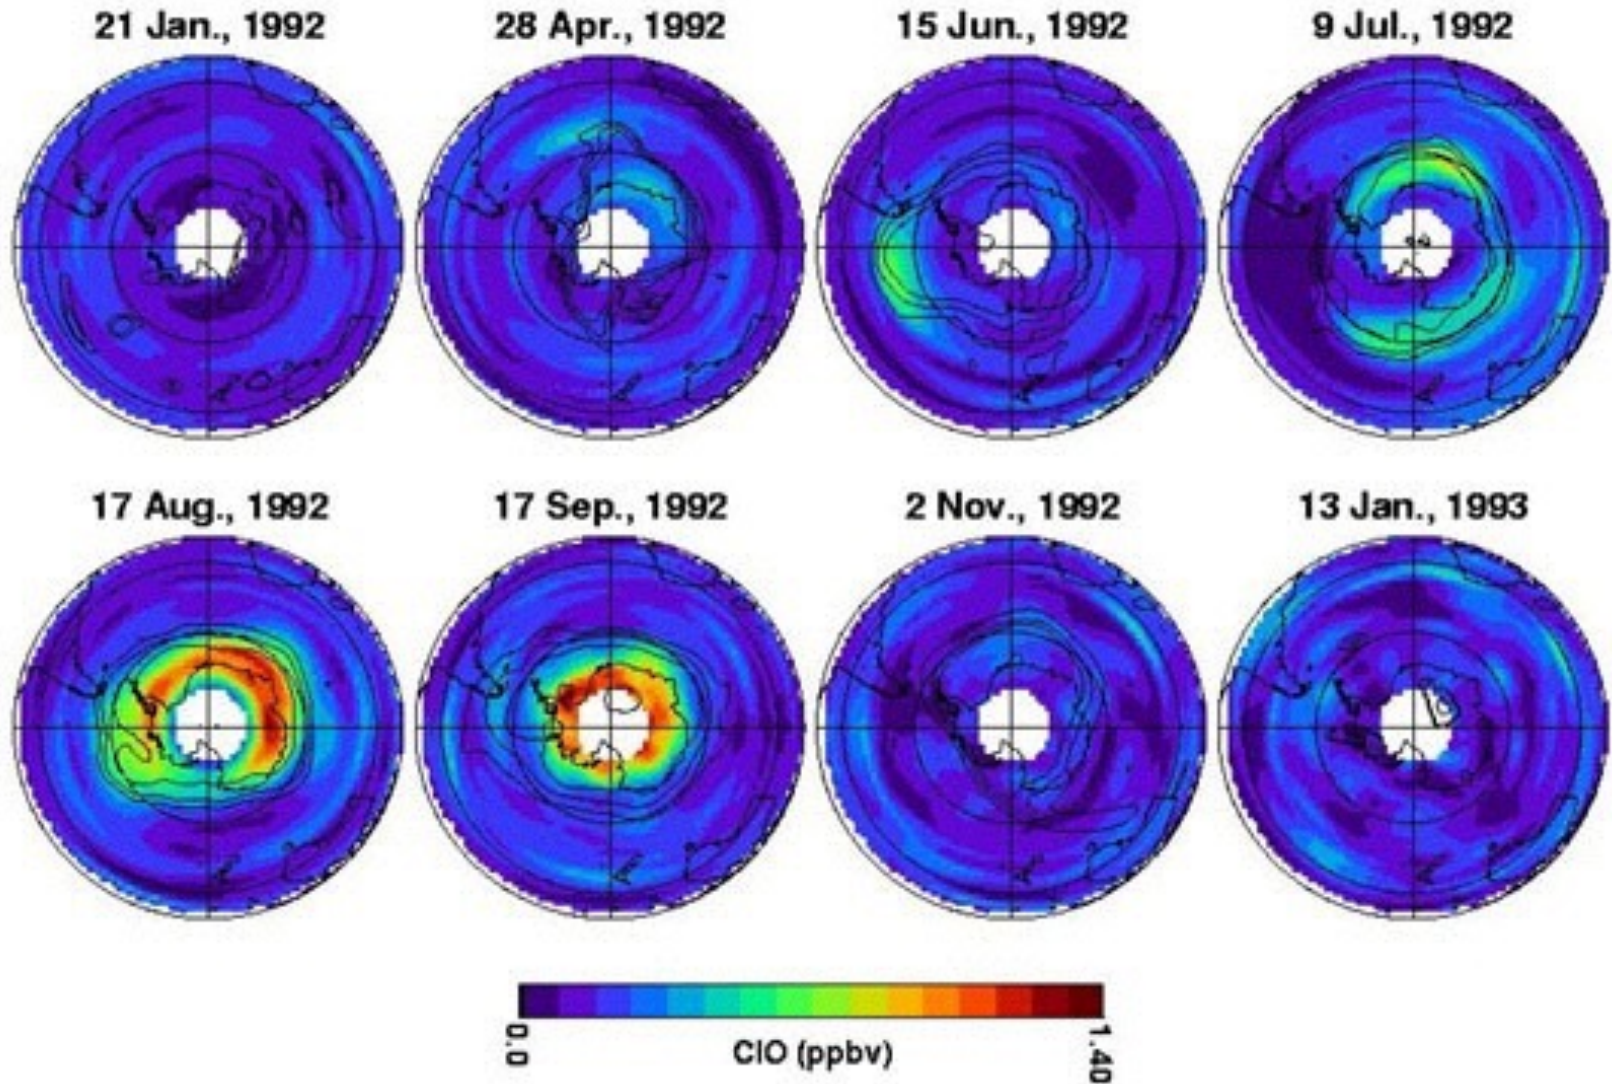 21 Jan., 1992
28 Apr., 1992
15 Jun., 1992
9 Jul., 1992
17 Aug., 1992
17 Sep., 1992
2 Nov., 1992
13 Jan., 1993
0.0
1.40
ClO (ppbv)